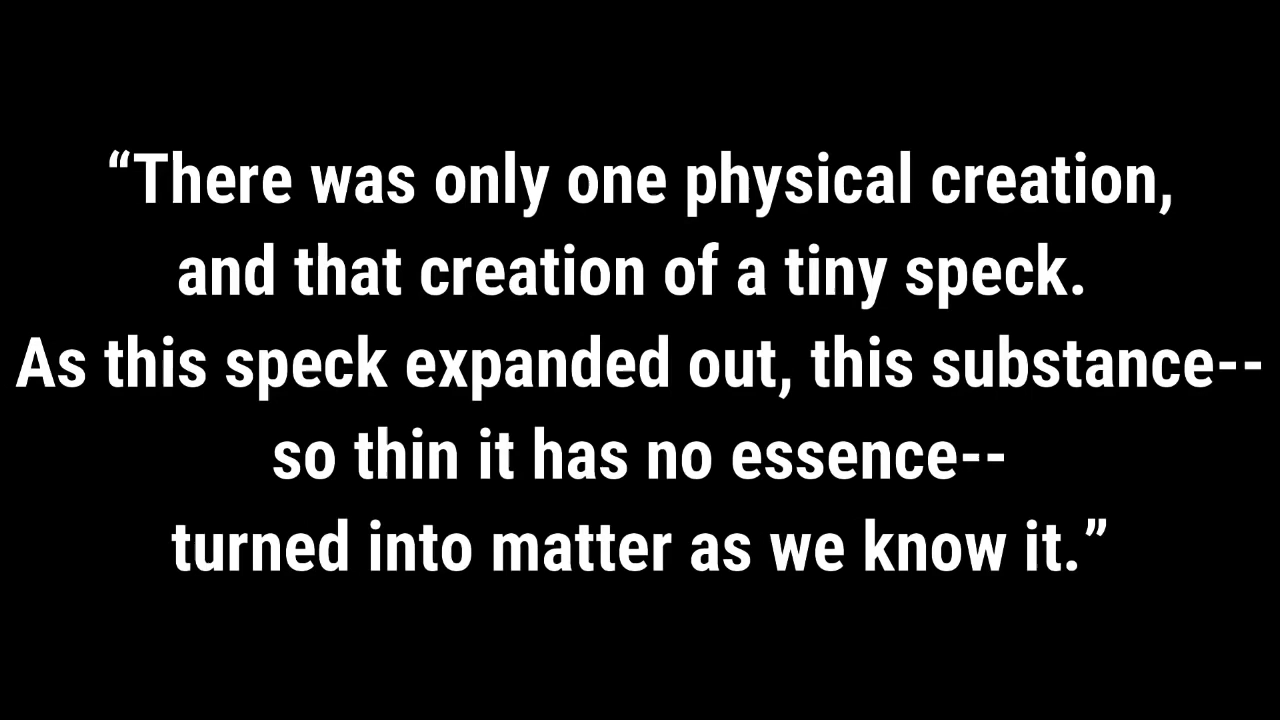 “There was only one physical creation,
and that creation of a tiny speck.
As this speck expanded out, this substance--
so thin it has no essence--
turned into matter as we know it.”